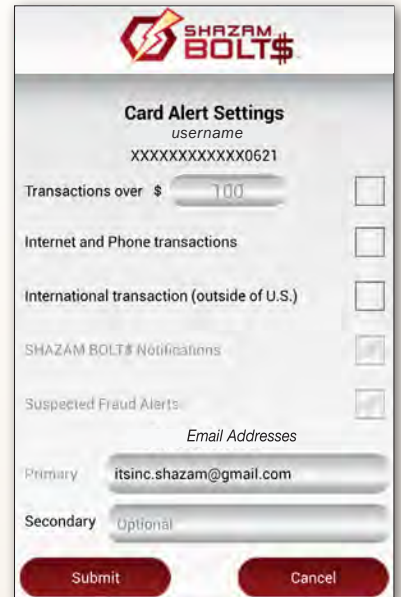 SHAZAM
BOLT$
Card Alert Settings
username
XXXXXXXXXXXX0621
Transactions over $ 100
Internet and Phone transactions
International transaction (outside of U.S.)
SHAZAM BOLT$ Notifications
Suspected Fraud Alerts
Email Addresses
Primary itsinc.shazam@gmail.com
Secondary Optional
Submit Cancel